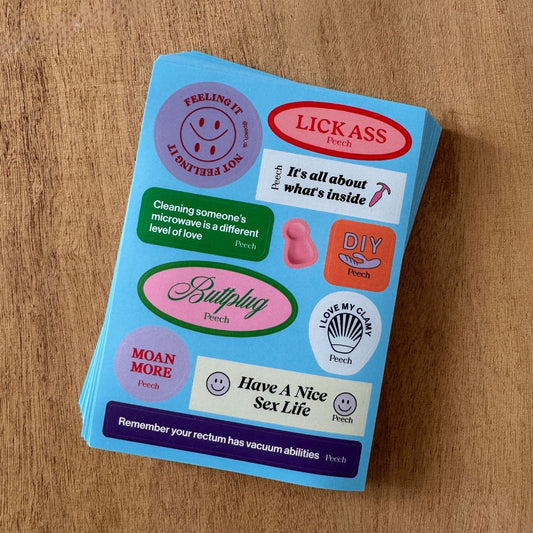 FEELING IT
NOT FEELING IT
LICK ASS
Peech
Peech
It's all about
what's inside
Cleaning someone's
microwave is a different
level of love
Peech
DIY
Peech
Buttplug
Peech
I LOVE MY CLAMY
Peech
MOAN
MORE
Peech
Have A Nice
Sex Life
Peech
Remember your rectum has vacuum abilities Peech